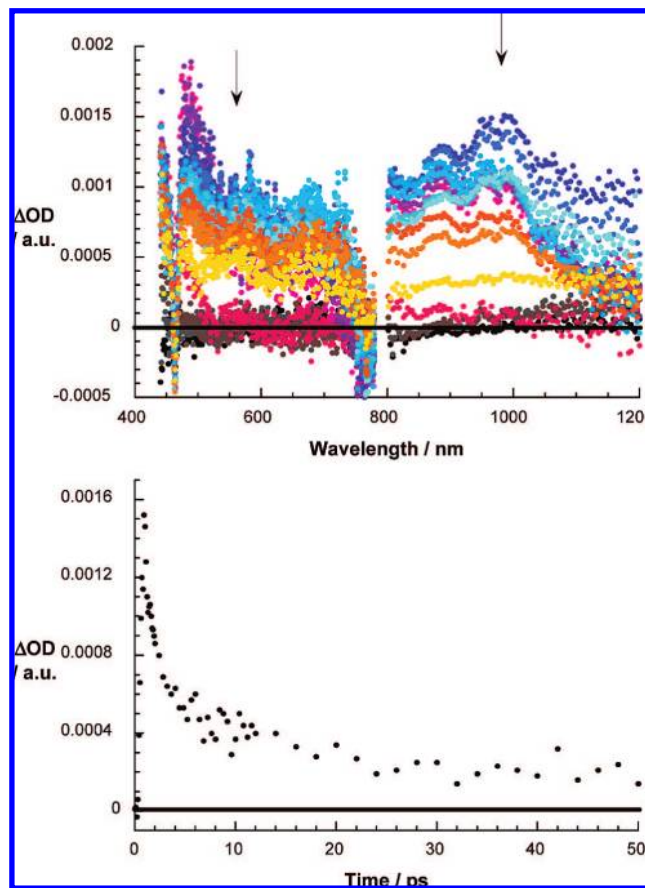 0.002
0.0015
0.001
ΔOD
/ a.u.
0.0005
0
-0.0005
400 600 800 1000 120
Wavelength / nm
0.0016
0.0012
ΔOD
/ a.u.
0.0008
0.0004
0
0 10 20 30 40 50
Time / ps